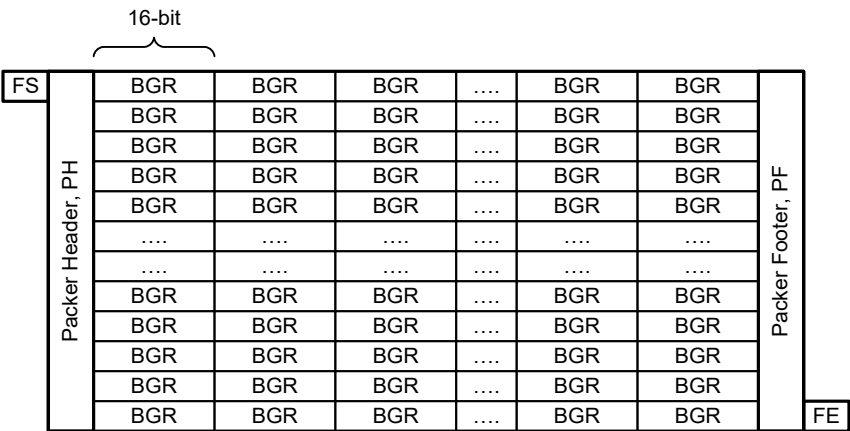 16-bit
FS BGR BGR BGR .... BGR BGR
BGR BGR BGR .... BGR BGR
BGR BGR BGR .... BGR BGR
BGR BGR BGR .... BGR BGR
BGR BGR BGR .... BGR BGR
.... .... .... .... .... ....
.... .... .... .... .... ....
BGR BGR BGR .... BGR BGR
BGR BGR BGR .... BGR BGR
BGR BGR BGR .... BGR BGR
BGR BGR BGR .... BGR BGR
BGR BGR BGR .... BGR BGR FE
Packer Header, PH
Packer Footer, PF